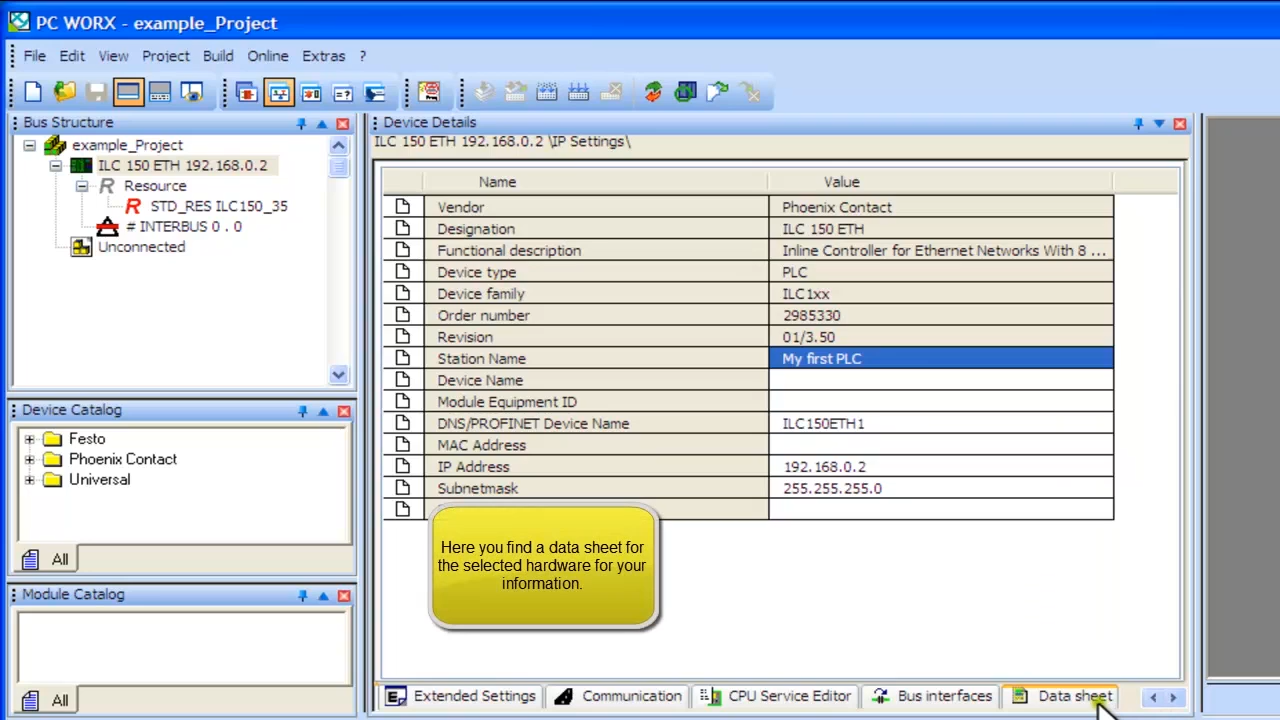 PC WORX - example_Project
File Edit View Project Build Online Extras ?
Bus Structure
example_Project
ILC 150 ETH 192.168.0.2
R Resource
R STD_RES ILC150_35
# INTERBUS 0 . 0
Unconnected
Device Catalog
Festo
Phoenix Contact
Universal
All
Module Catalog
All
Device Details
ILC 150 ETH 192.168.0.2 \IP Settings\
Name Value
Vendor Phoenix Contact
Designation ILC 150 ETH
Functional description Inline Controller for Ethernet Networks With 8 ...
Device type PLC
Device family ILC1xx
Order number 2985330
Revision 01/3.50
Station Name My first PLC
Device Name
Module Equipment ID
DNS/PROFINET Device Name ILC150ETH1
MAC Address
IP Address 192.168.0.2
Subnetmask 255.255.255.0
Here you find a data sheet for
the selected hardware for your
information.
Extended Settings Communication CPU Service Editor Bus interfaces Data sheet